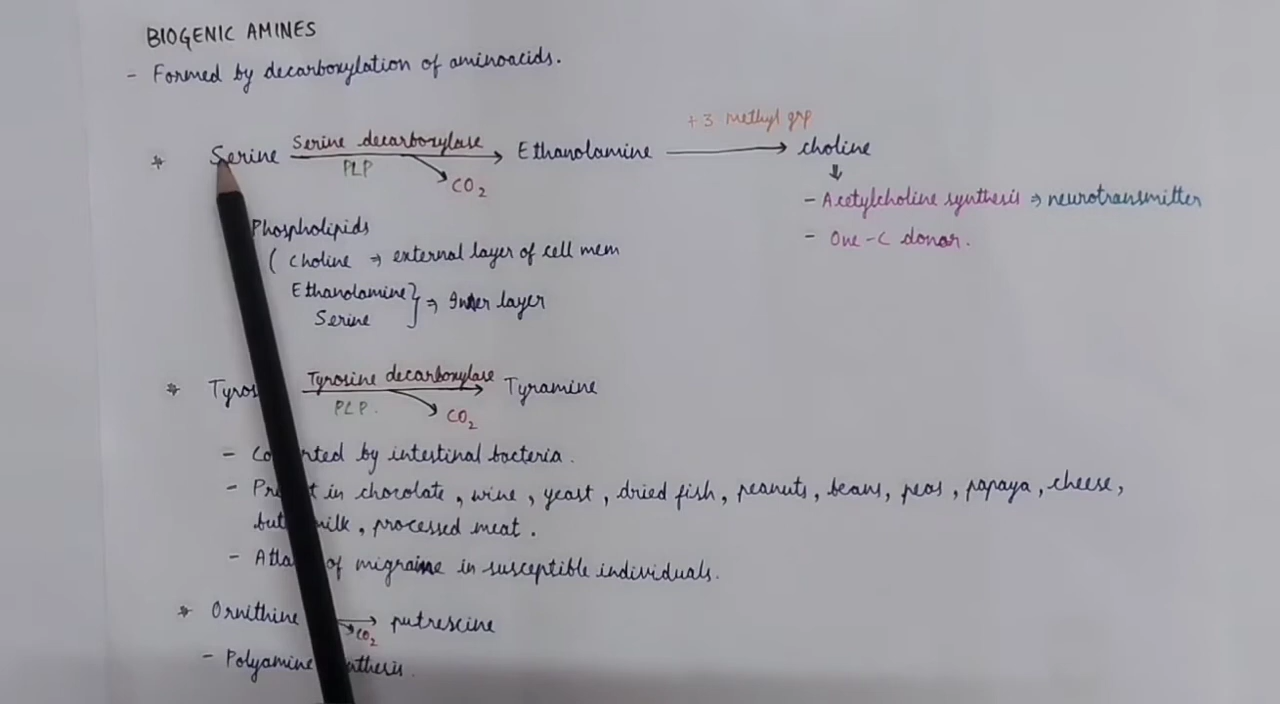 BIOGENIC AMINES
- Formed by decarboxylation of aminoacids.
* Serine Serine decarboxylase Ethanolamine + 3 Methyl grp choline
PLP CO2
- Acetylcholine synthesis ⇒ neurotransmitter
- One-C donor.
Phospholipids
( choline ⇒ external layer of cell mem
Ethanolamine } ⇒ Inner layer
Serine
* Tyros Tyrosine decarboxylase Tyramine
PLP. CO2
- by intestinal bacteria.
- in chocolate, wine, yeast, dried fish, peanuts, beans, peas, papaya, cheese,
milk, processed meat.
- of migraine in susceptible individuals.
* Ornithine → putrescine
CO2
- Polyamine